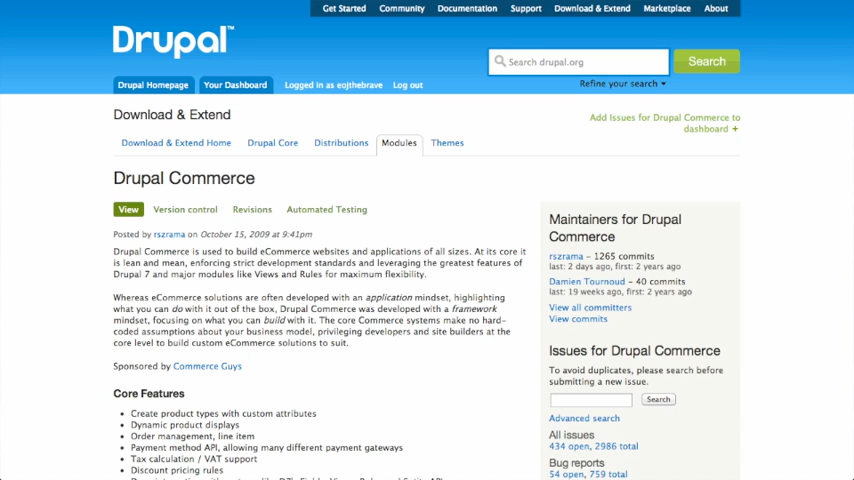 Get Started Community Documentation Support Download & Extend Marketplace About
Drupal™
Search drupal.org Search
Refine your search
Drupal Homepage Your Dashboard Logged in as eojthebrave Log out
Download & Extend
Add Issues for Drupal Commerce to
dashboard +
Download & Extend Home Drupal Core Distributions Modules Themes
Drupal Commerce
View Version control Revisions Automated Testing
Posted by rszrama on October 15, 2009 at 9:41pm
Drupal Commerce is used to build eCommerce websites and applications of all sizes. At its core it
is lean and mean, enforcing strict development standards and leveraging the greatest features of
Drupal 7 and major modules like Views and Rules for maximum flexibility.
Whereas eCommerce solutions are often developed with an application mindset, highlighting
what you can do with it out of the box, Drupal Commerce was developed with a framework
mindset, focusing on what you can build with it. The core Commerce systems make no hard-
coded assumptions about your business model, privileging developers and site builders at the
core level to build custom eCommerce solutions to suit.
Sponsored by Commerce Guys
Core Features
• Create product types with custom attributes
• Dynamic product displays
• Order management, line item
• Payment method API, allowing many different payment gateways
• Tax calculation / VAT support
• Discount pricing rules
Maintainers for Drupal
Commerce
rszrama – 1265 commits
last: 2 days ago, first: 2 years ago
Damien Tournoud – 40 commits
last: 19 weeks ago, first: 2 years ago
View all committers
View commits
Issues for Drupal Commerce
To avoid duplicates, please search before
submitting a new issue.
Search
Advanced search
All issues
434 open, 2986 total
Bug reports
54 open, 759 total